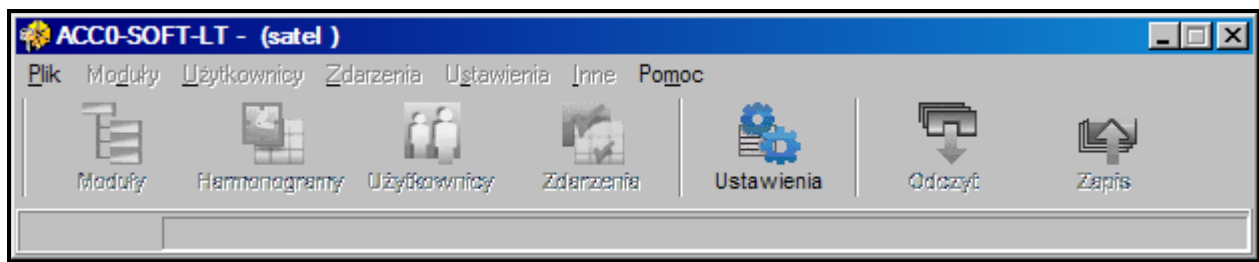 ACCO-SOFT-LT - (satel )
Plik Moduły Użytkownicy Zdarzenia Ustawienia Inne Pomoc
Moduły Harmonogramy Użytkownicy Zdarzenia Ustawienia Odczyt Zapis